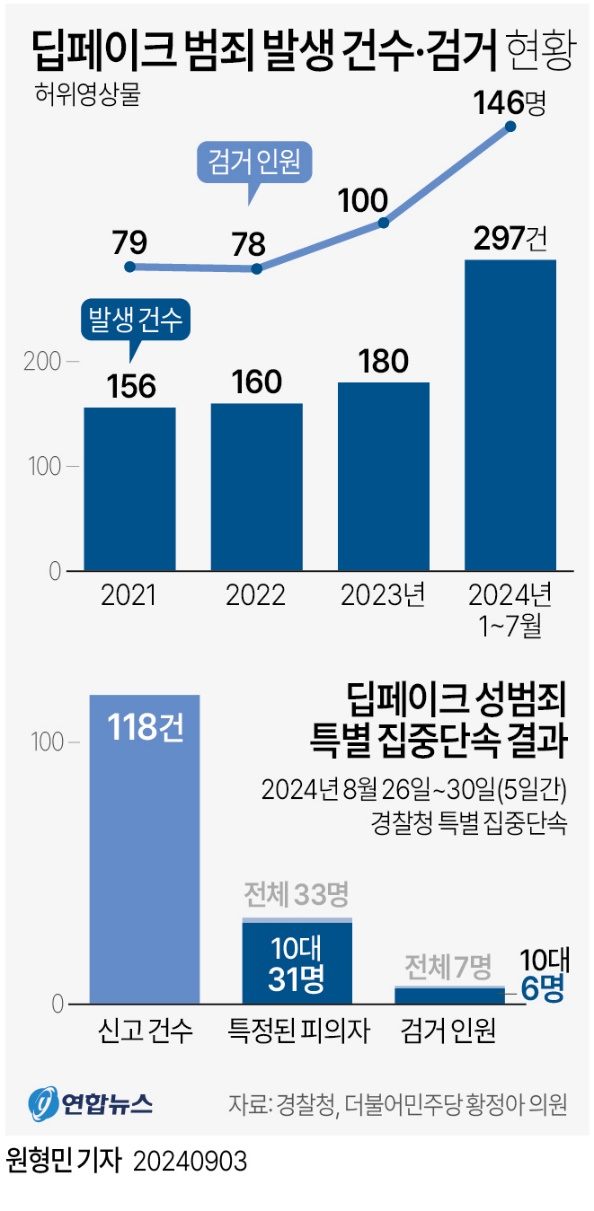 딥페이크 범죄 발생 건수·검거 현황
허위영상물
146명
검거 인원
100
79
78
297건
발생 건수
200
156
160
180
100
0
2021
2022
2023년
2024년
1~7월
딥페이크 성범죄
특별 집중단속 결과
2024년 8월 26일~30일(5일간)
경찰청 특별 집중단속
100
118건
전체 33명
10대
31명
전체 7명
10대
6명
0
신고 건수
특정된 피의자
검거 인원
연합뉴스
자료: 경찰청, 더불어민주당 황정아 의원
원형민 기자 20240903